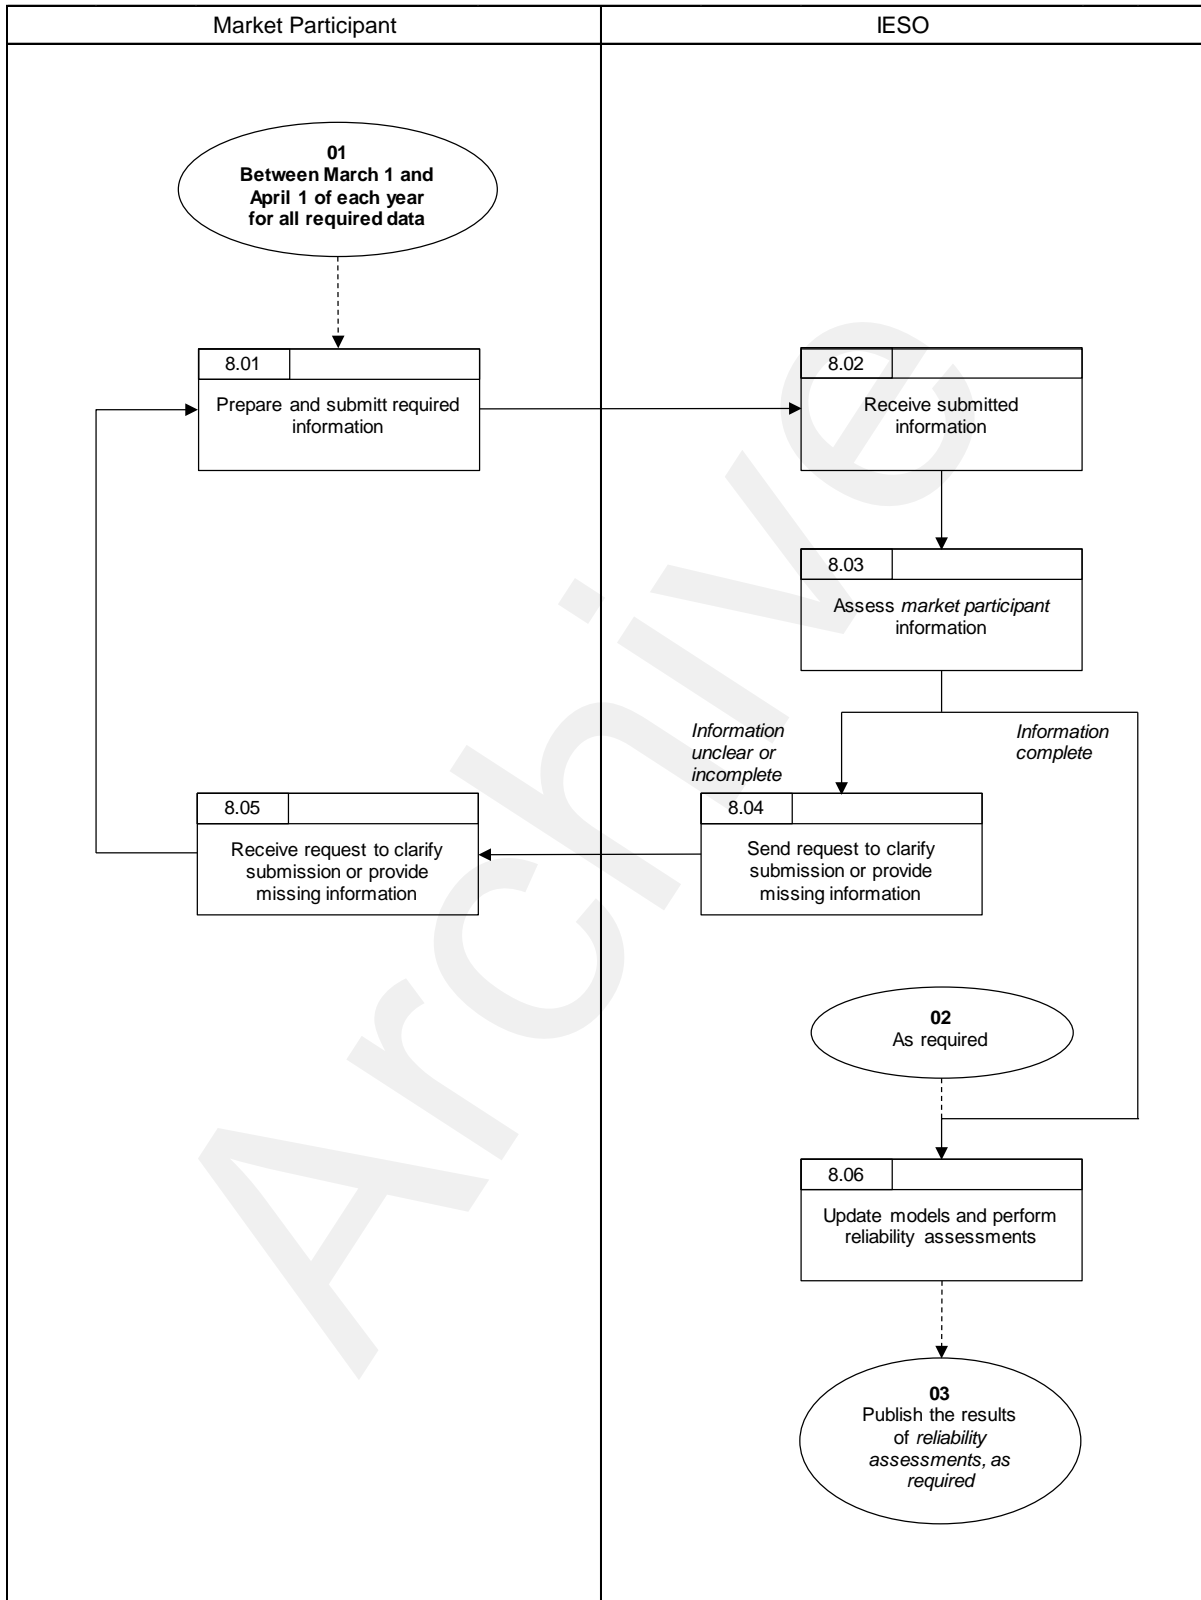 Market Participant
IESO
01
Between March 1 and
April 1 of each year
for all required data
8.01
Prepare and submitt required
information
8.02
Receive submitted
information
8.03
Assess market participant
information
Information
unclear or
incomplete
Information
complete
8.05
Receive request to clarify
submission or provide
missing information
8.04
Send request to clarify
submission or provide
missing information
02
As required
8.06
Update models and perform
reliability assessments
03
Publish the results
of reliability
assessments, as
required
Archive